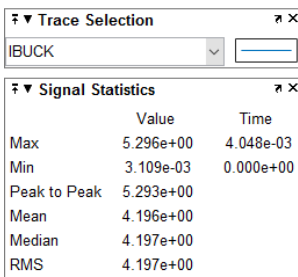 Trace Selection
IBUCK
Signal Statistics
Value Time
Max 5.296e+00 4.048e-03
Min 3.109e-03 0.000e+00
Peak to Peak 5.293e+00
Mean 4.196e+00
Median 4.197e+00
RMS 4.197e+00